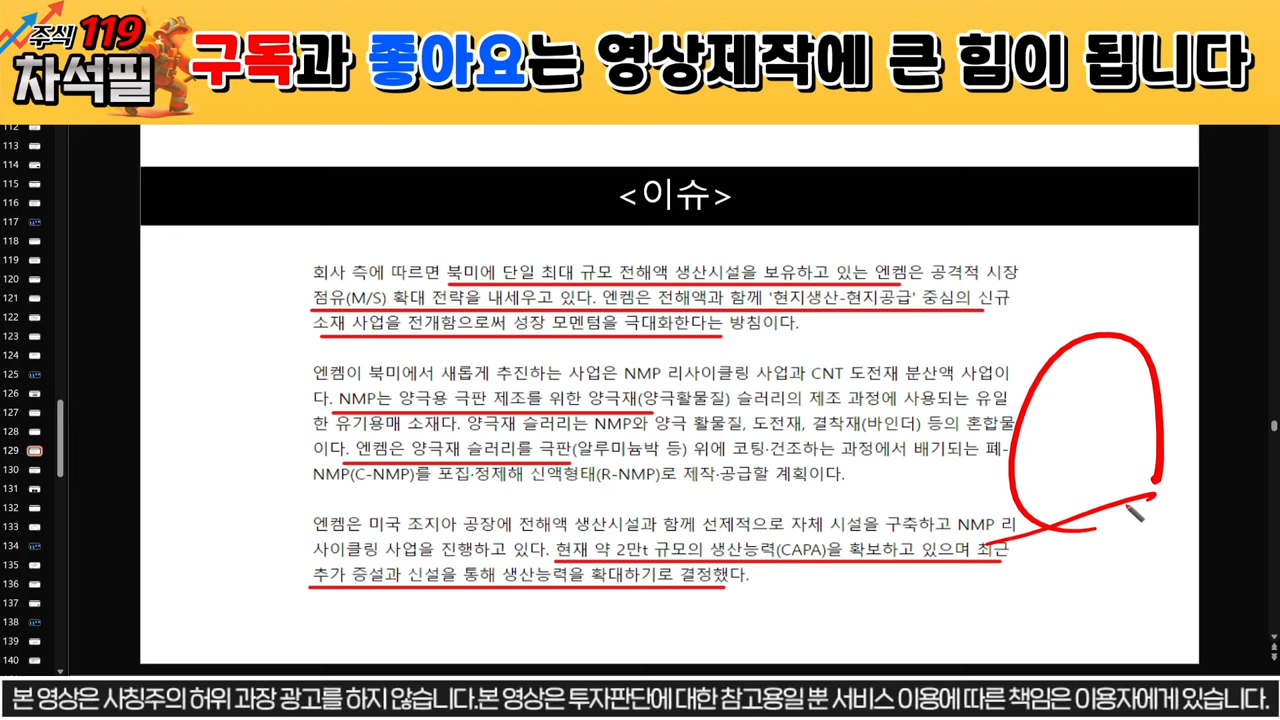 주식 119
차석필
구독과 좋아요는 영상제작에 큰 힘이 됩니다
112
113
114
115
116
117
118
119
120
121
122
123
124
125
126
127
128
129
130
131
132
133
134
135
136
137
138
139
140
<이슈>
회사 측에 따르면 북미에 단일 최대 규모 전해액 생산시설을 보유하고 있는 엔켐은 공격적 시장
점유(M/S) 확대 전략을 내세우고 있다. 엔켐은 전해액과 함께 '현지생산-현지공급' 중심의 신규
소재 사업을 전개함으로써 성장 모멘텀을 극대화한다는 방침이다.
엔켐이 북미에서 새롭게 추진하는 사업은 NMP 리사이클링 사업과 CNT 도전재 분산액 사업이
다. NMP는 양극용 극판 제조를 위한 양극재(양극활물질) 슬러리의 제조 과정에 사용되는 유일
한 유기용매 소재다. 양극재 슬러리는 NMP와 양극 활물질, 도전재, 결착재(바인더) 등의 혼합물
이다. 엔켐은 양극재 슬러리를 극판(알루미늄박 등) 위에 코팅·건조하는 과정에서 배기되는 폐-
NMP(C-NMP)를 포집·정제해 신액형태(R-NMP)로 제작·공급할 계획이다.
엔켐은 미국 조지아 공장에 전해액 생산시설과 함께 선제적으로 자체 시설을 구축하고 NMP 리
사이클링 사업을 진행하고 있다. 현재 약 2만t 규모의 생산능력(CAPA)을 확보하고 있으며 최근
추가 증설과 신설을 통해 생산능력을 확대하기로 결정했다.
본 영상은 사칭주의 허위 과장 광고를 하지 않습니다.본 영상은 투자판단에 대한 참고용일 뿐 서비스 이용에 따른 책임은 이용자에게 있습니다.